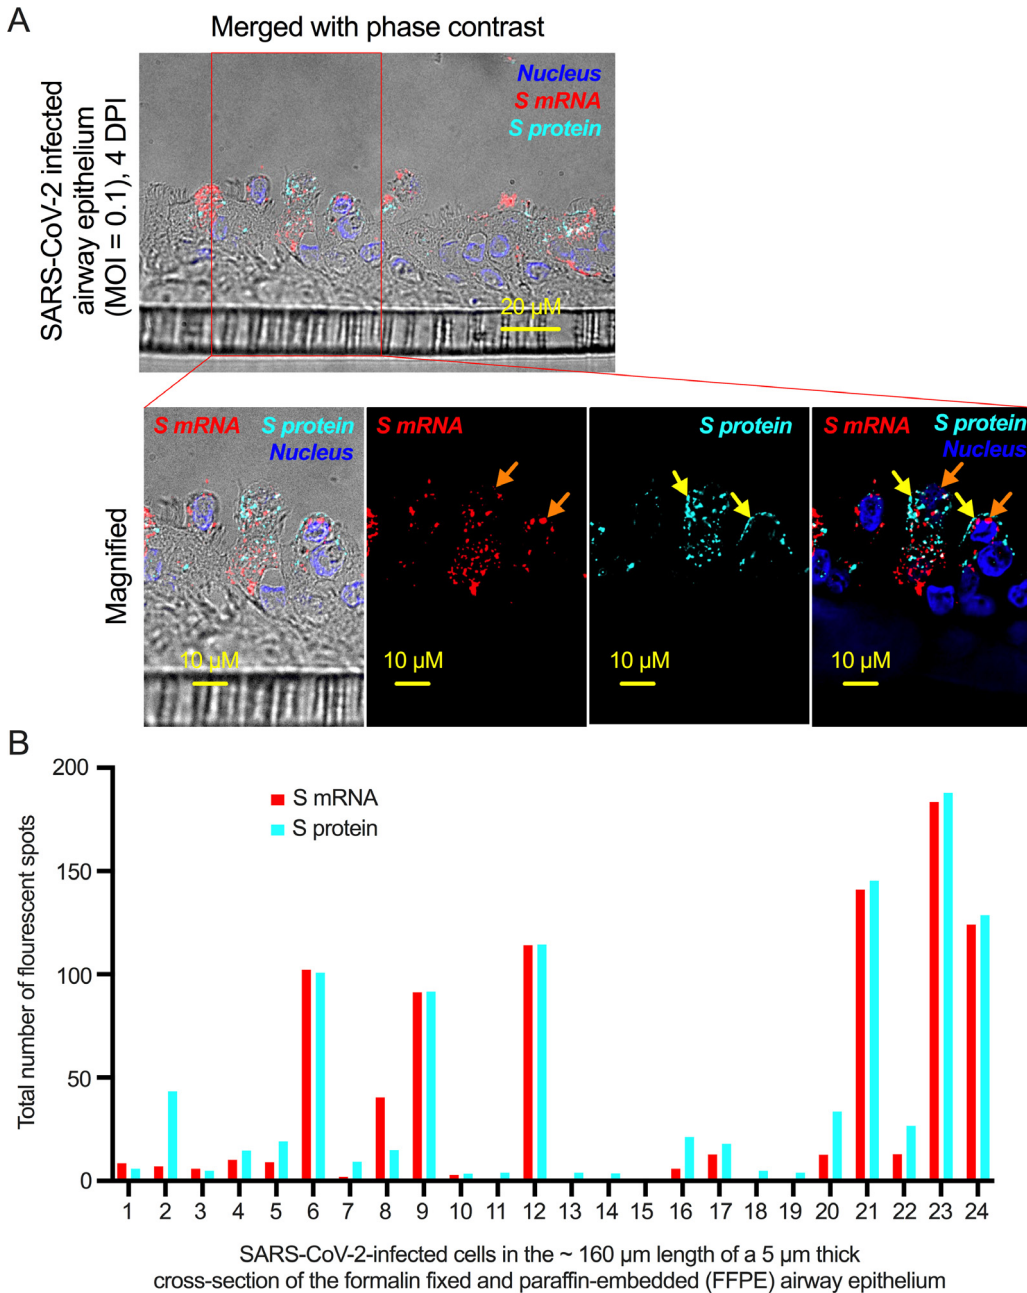 A
Merged with phase contrast
SARS-CoV-2 infected
airway epithelium
(MOI = 0.1), 4 DPI
Nucleus
S mRNA
S protein
20 µM
Magnified
S mRNA S protein
Nucleus
10 µM
S mRNA
10 µM
S protein
10 µM
S mRNA S protein
Nucleus
10 µM
B
Total number of flourescent spots
200
150
100
50
0
S mRNA
S protein
1 2 3 4 5 6 7 8 9 10 11 12 13 14 15 16 17 18 19 20 21 22 23 24
SARS-CoV-2-infected cells in the ~ 160 µm length of a 5 µm thick
cross-section of the formalin fixed and paraffin-embedded (FFPE) airway epithelium